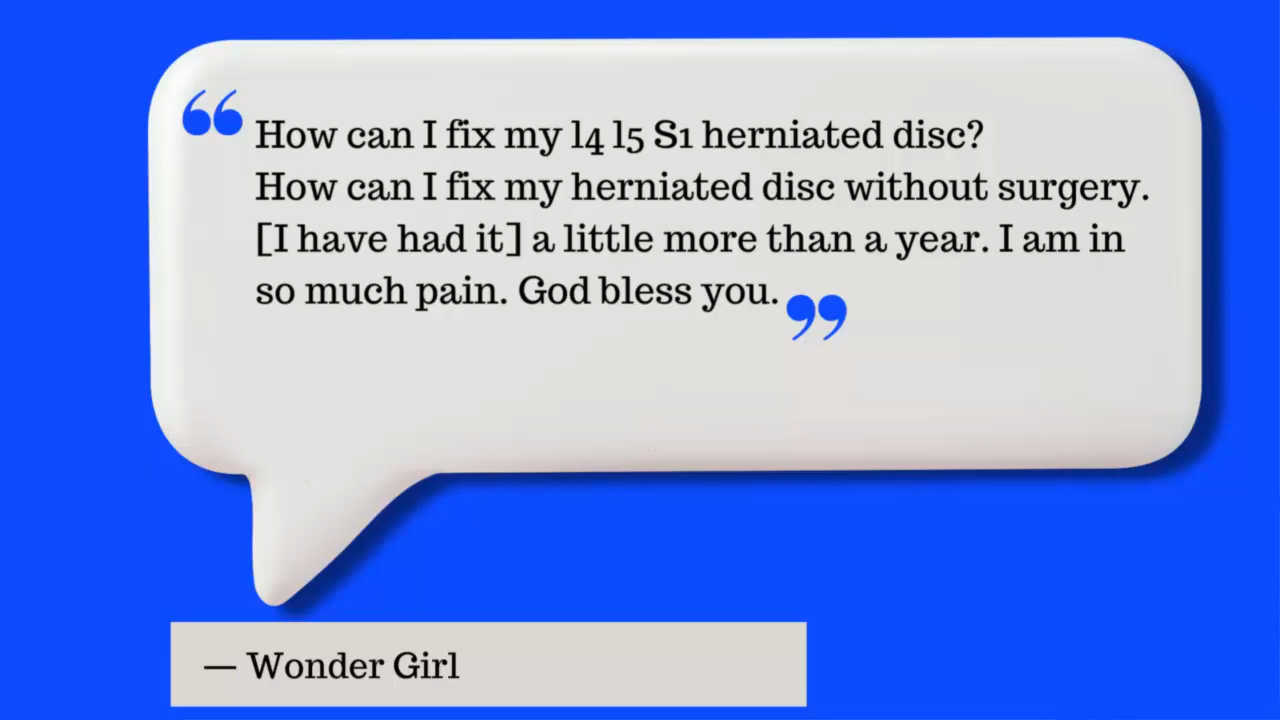 “ How can I fix my l4 l5 S1 herniated disc?
How can I fix my herniated disc without surgery.
[I have had it] a little more than a year. I am in
so much pain. God bless you. ”
— Wonder Girl